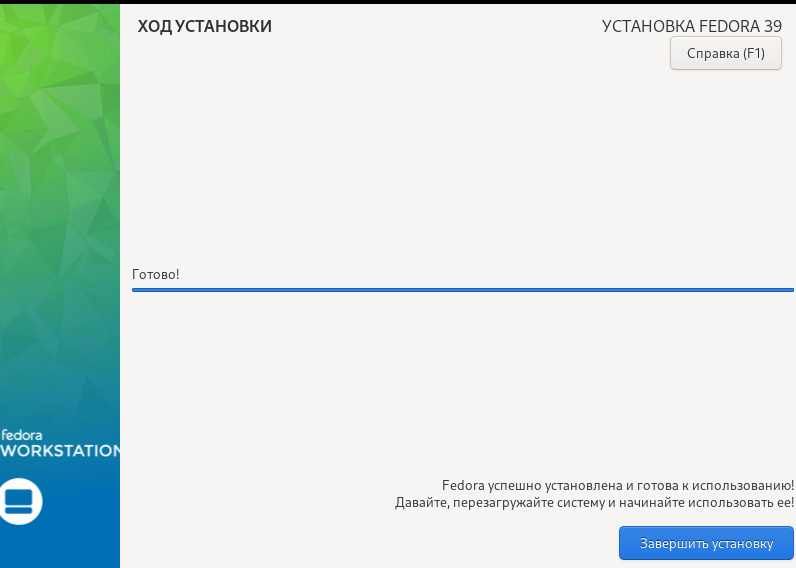 ХОД УСТАНОВКИ
УСТАНОВКА FEDORA 39
Справка (F1)
Готово!
fedora
WORKSTATION
Fedora успешно установлена и готова к использованию!
Давайте, перезагружайте систему и начинайте использовать ее!
Завершить установку